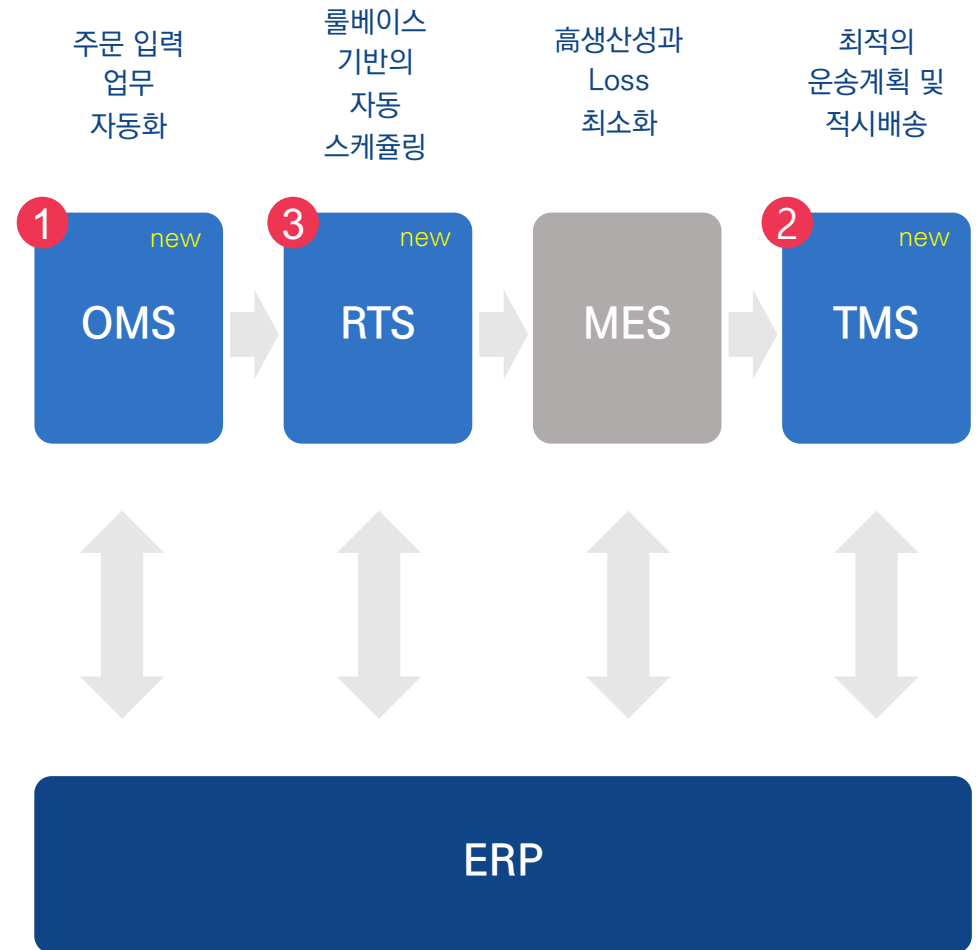 주문 입력
업무
자동화
룰베이스
기반의
자동
스케쥴링
高생산성과
Loss
최소화
최적의
운송계획 및
적시배송
1
new
OMS
3
new
RTS
MES
2
new
TMS
ERP